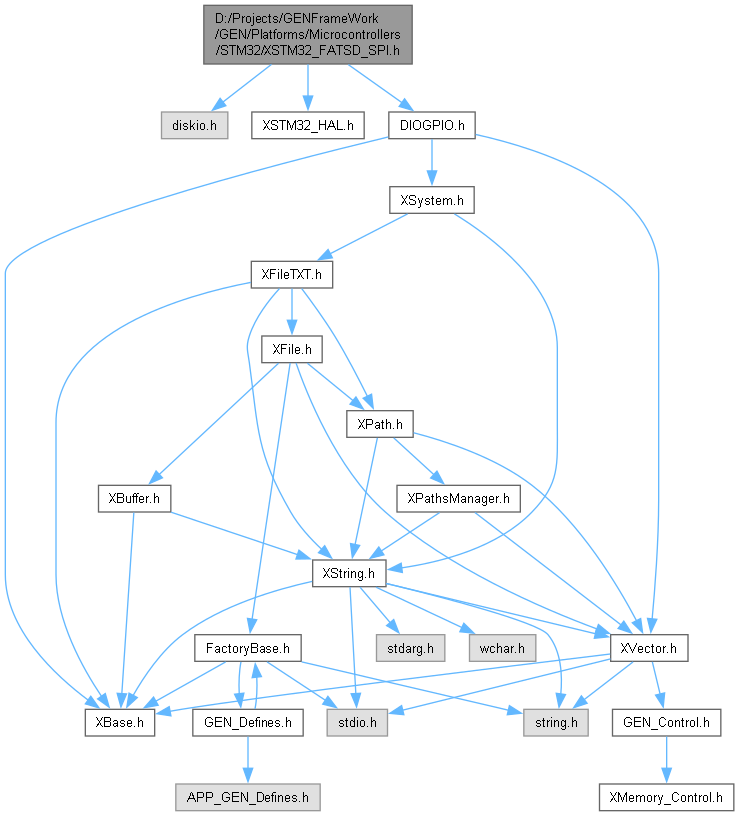 D:/Projects/GENFrameWork
/GEN/Platforms/Microcontrollers
/STM32/XSTM32_FATSD_SPI.h
diskio.h
XSTM32_HAL.h
DIOGPIO.h
XSystem.h
XFileTXT.h
XFile.h
XPath.h
XBuffer.h
XPathsManager.h
XString.h
FactoryBase.h
stdarg.h
wchar.h
XVector.h
XBase.h
GEN_Defines.h
stdio.h
string.h
GEN_Control.h
APP_GEN_Defines.h
XMemory_Control.h